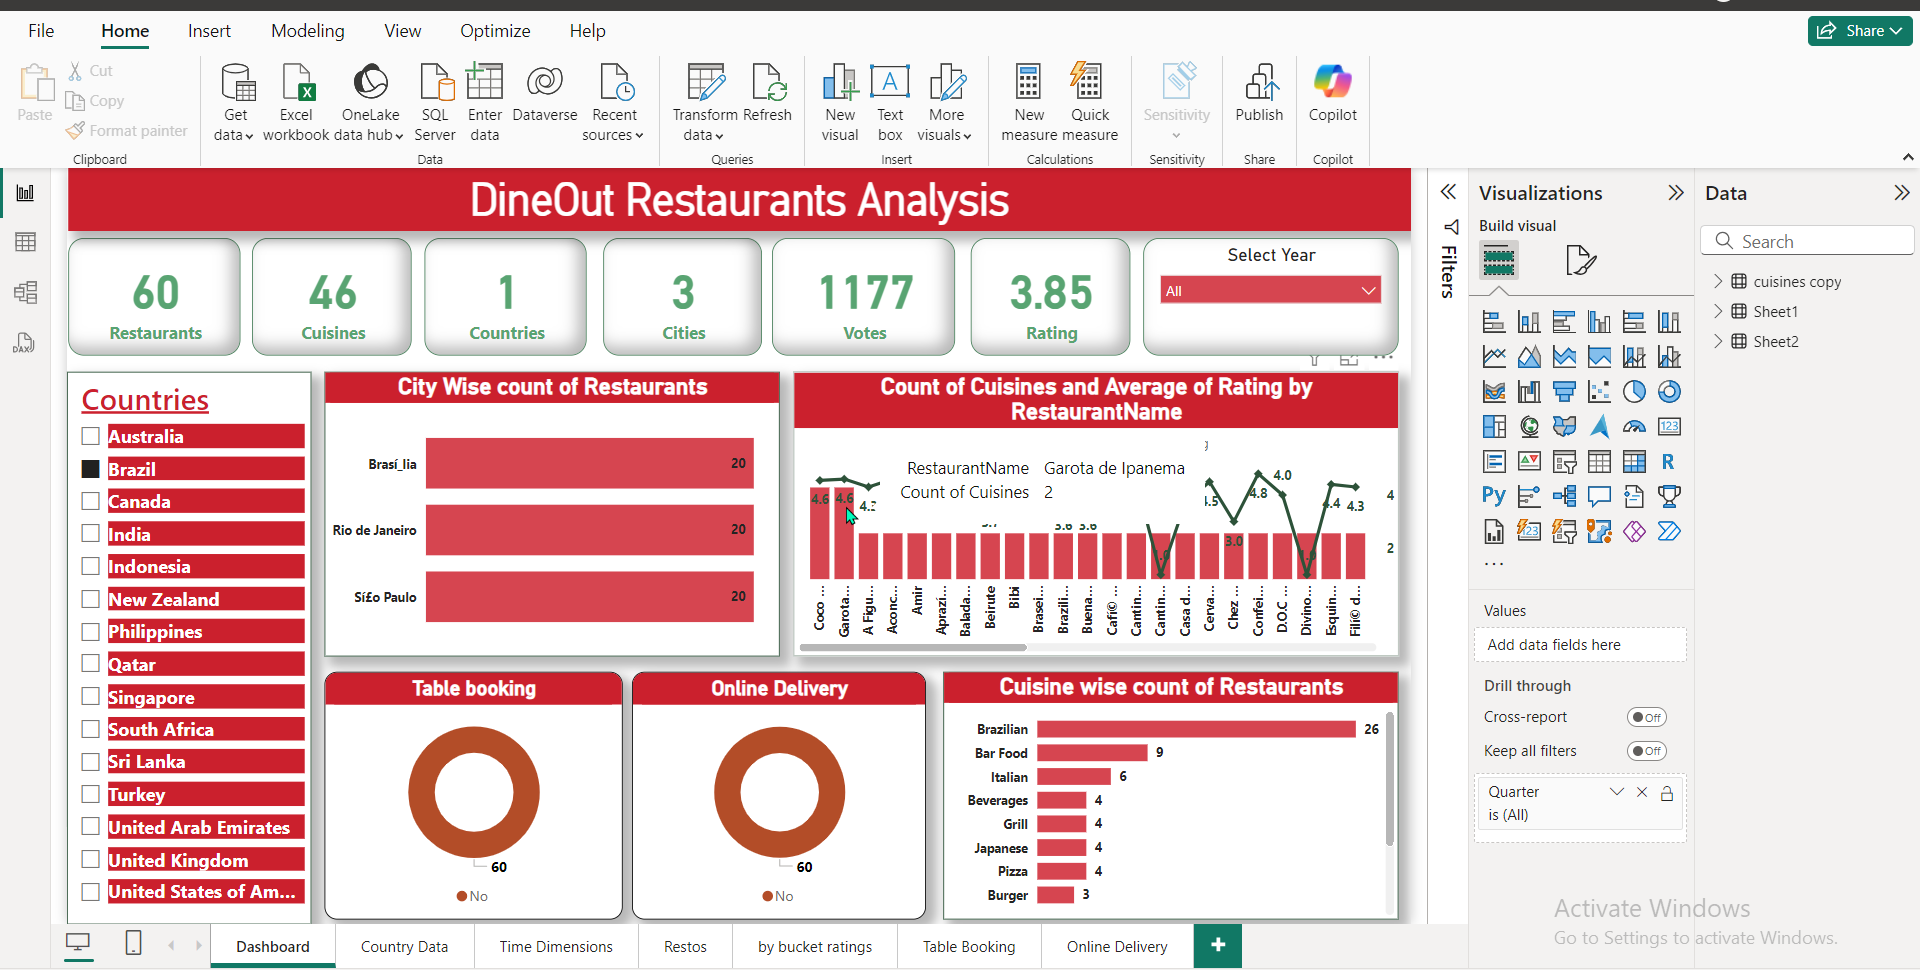 File
Home
Insert
Modeling
View
Optimize
Help
Share
Paste
Cut
Copy
Format painter
Clipboard
Get data
Excel workbook
OneLake data hub
SQL Server
Enter data
Dataverse
Recent sources
Data
Transform data
Refresh
Queries
New visual
Text box
More visuals
Insert
New measure
Quick measure
Calculations
Sensitivity
Sensitivity
Publish
Share
Copilot
Copilot
DineOut Restaurants Analysis
60
Restaurants
46
Cuisines
1
Countries
3
Cities
1177
Votes
3.85
Rating
Select Year
All
Countries
Australia
Brazil
Canada
India
Indonesia
New Zealand
Philippines
Qatar
Singapore
South Africa
Sri Lanka
Turkey
United Arab Emirates
United Kingdom
United States of Am...
City Wise count of Restaurants
Brasí_lia 20
Rio de Janeiro 20
Sí£o Paulo 20
Count of Cuisines and Average of Rating by
RestaurantName
RestaurantName Garota de Ipanema
Count of Cuisines 2
4.6 4.6 3.6 3.6 3.0 4.8 4.0 4.4 4.3
4
2
Coco ...
Garota...
A Figu...
Aconc...
Amir
Aprazí...
Balada...
Beirute
Bibi
Brasei...
Brazili...
Buena...
Cafí© ...
Cantin...
Cantin...
Casa d...
Cerva...
Chez ...
Confei...
D.O.C ...
Divino...
Esquin...
Filí© d...
Table booking
60
No
Online Delivery
60
No
Cuisine wise count of Restaurants
Brazilian 26
Bar Food 9
Italian 6
Beverages 4
Grill 4
Japanese 4
Pizza 4
Burger 3
Filters
Visualizations
Build visual
123
R
Py
123
...
Values
Add data fields here
Drill through
Cross-report Off
Keep all filters Off
Quarter
is (All)
Data
Search
cuisines copy
Sheet1
Sheet2
DAX
Activate Windows
Go to Settings to activate Windows.
Dashboard
Country Data
Time Dimensions
Restos
by bucket ratings
Table Booking
Online Delivery
+